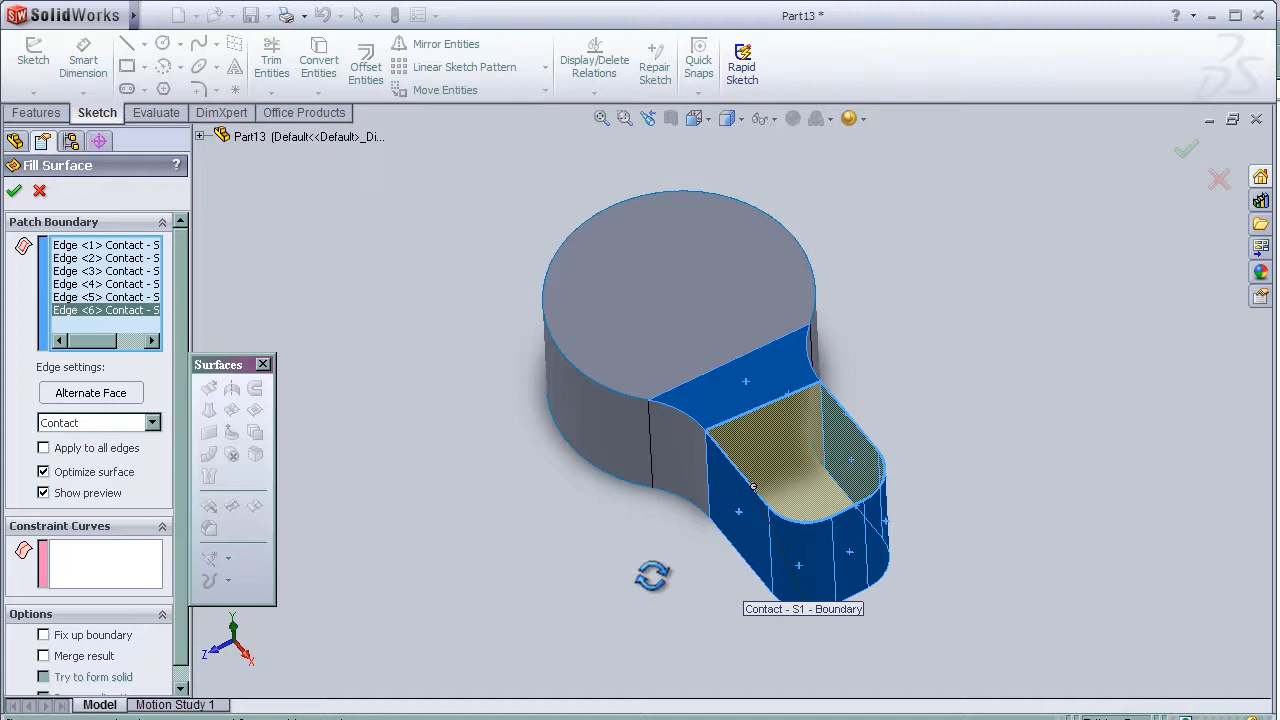 SolidWorks
Part13 *
Sketch
Smart Dimension
Trim Entities
Convert Entities
Offset Entities
Mirror Entities
Linear Sketch Pattern
Move Entities
Display/Delete Relations
Repair Sketch
Quick Snaps
Rapid Sketch
Features
Sketch
Evaluate
DimXpert
Office Products
Part13 (Default<<Default>_Di...
Fill Surface
?
Patch Boundary
Edge <1> Contact - S
Edge <2> Contact - S
Edge <3> Contact - S
Edge <4> Contact - S
Edge <5> Contact - S
Edge <6> Contact - S
Edge settings:
Alternate Face
Contact
Apply to all edges
Optimize surface
Show preview
Constraint Curves
Options
Fix up boundary
Merge result
Try to form solid
Surfaces
Contact - S1 - Boundary
Y
Z
X
Model
Motion Study 1